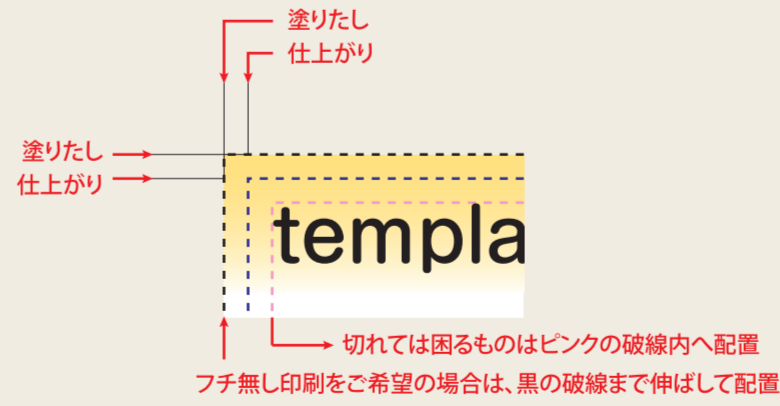 塗りたし
仕上がり
塗りたし
仕上がり
templa
切れては困るものはピンクの破線内へ配置
フチ無し印刷をご希望の場合は、黒の破線まで伸ばして配置